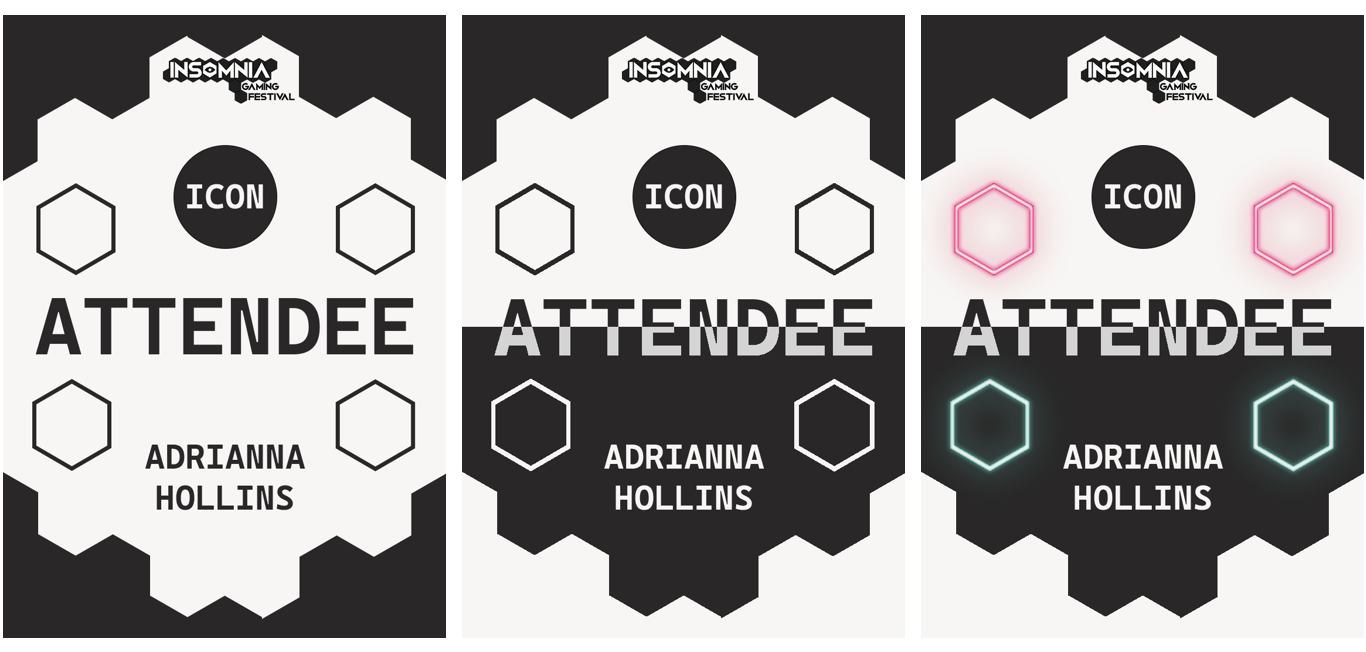 INSOMNIA
GAMING
FESTIVAL
ICON
ATTENDEE
ADRIANNA
HOLLINS
INSOMNIA
GAMING
FESTIVAL
ICON
ATTENDEE
ADRIANNA
HOLLINS
INSOMNIA
GAMING
FESTIVAL
ICON
ATTENDEE
ADRIANNA
HOLLINS